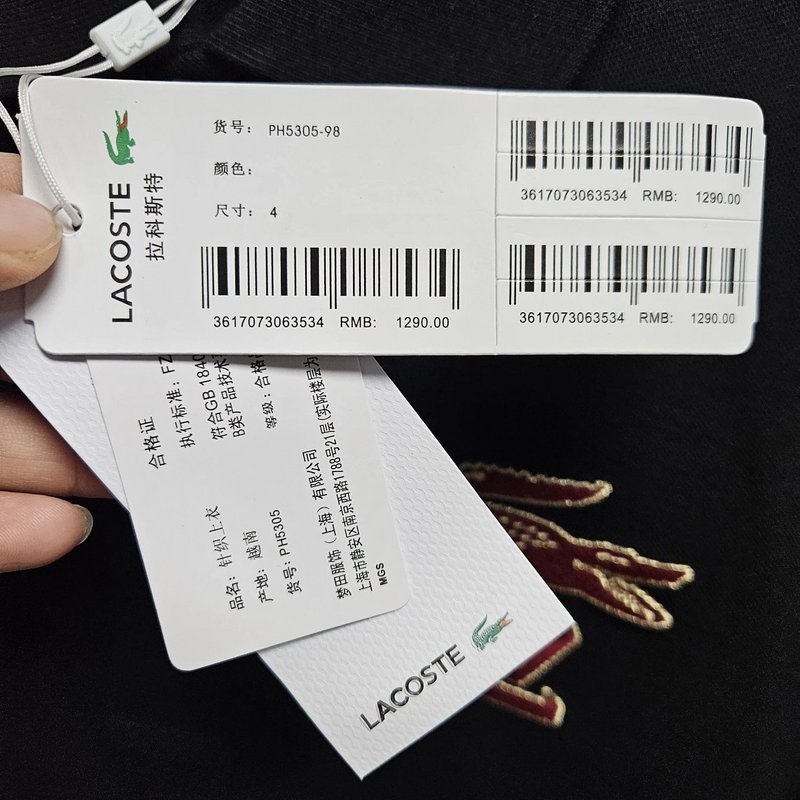 LACOSTE
拉科斯特
货号: PH5305-98
颜色:
尺寸: 4
3617073063534 RMB: 1290.00
3617073063534 RMB: 1290.00
3617073063534 RMB: 1290.00
合格证
执行标准: FZ
符合GB 1840
B类产品技术
等级: 合格
品名: 针织上衣
产地: 越南
货号: PH5305
梦田服饰（上海）有限公司
上海市静安区南京西路1788号21层(实际楼层为
MGS
LACOSTE